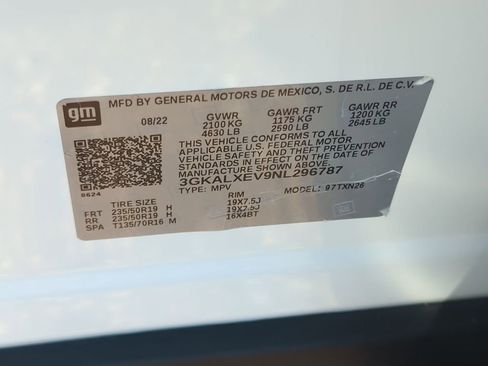 gm
MFD BY GENERAL MOTORS DE MEXICO, S. DE R.L. DE C.V.
08/22 GVWR GAWR FRT GAWR RR
2100 KG 1175 KG 1200 KG
4630 LB 2590 LB 2645 LB
THIS VEHICLE CONFORMS TO ALL
APPLICABLE U.S. FEDERAL MOTOR
VEHICLE SAFETY AND THEFT PREVENTION
STANDARDS IN EFFECT ON THE DATE OF
MANUFACTURE SHOWN ABOVE.
3GKALXEV9NL296787
8624 TYPE: MPV MODEL: 97TXN26
TIRE SIZE RIM
FRT 235/50R19 H 19X7.5J
RR 235/50R19 H 19X7.5J
SPA T135/70R16 M 16X4BT